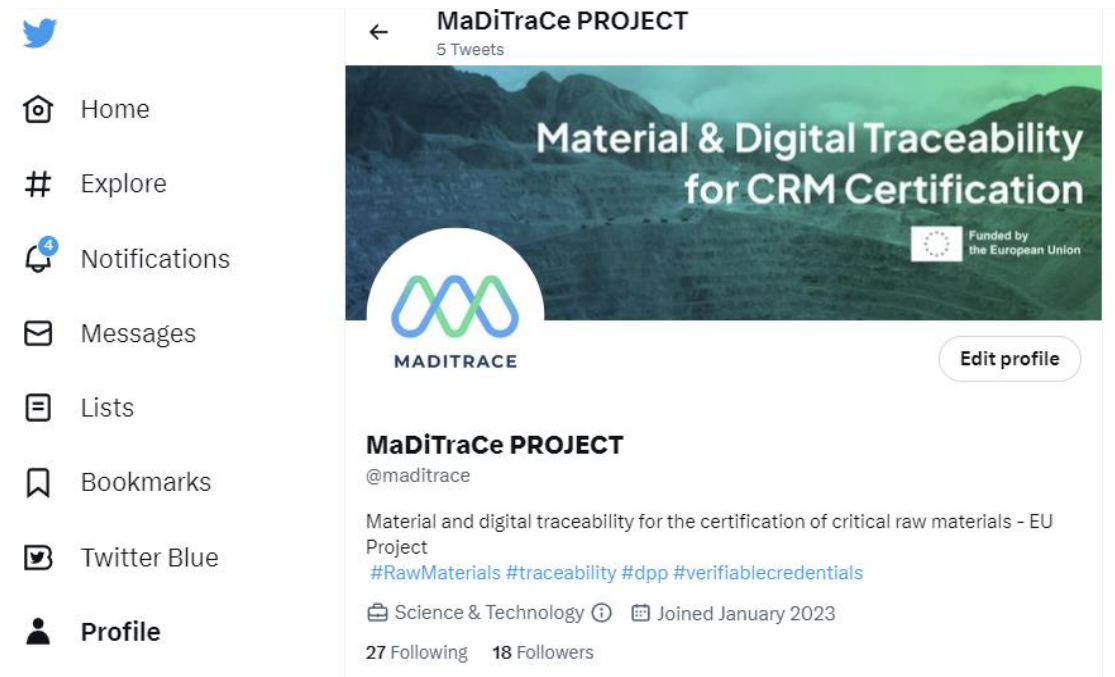 Home
Explore
4
Notifications
Messages
Lists
Bookmarks
Twitter Blue
Profile
MaDiTraCe PROJECT
5 Tweets
Material & Digital Traceability
for CRM Certification
Funded by
the European Union
MADITRACE
Edit profile
MaDiTraCe PROJECT
@maditrace
Material and digital traceability for the certification of critical raw materials - EU
Project
#RawMaterials #traceability #dpp #verifiablecredentials
Science & Technology Joined January 2023
27 Following 18 Followers